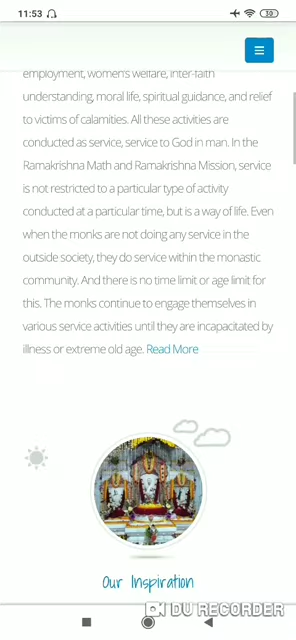 11:53
30
employment, women's welfare, inter-faith
understanding, moral life, spiritual guidance, and relief
to victims of calamities. All these activities are
conducted as service, service to God in man. In the
Ramakrishna Math and Ramakrishna Mission, service
is not restricted to a particular type of activity
conducted at a particular time, but is a way of life. Even
when the monks are not doing any service in the
outside society, they do service within the monastic
community. And there is no time limit or age limit for
this. The monks continue to engage themselves in
various service activities until they are incapacitated by
illness or extreme old age. Read More
Our Inspiration
DU RECORDER